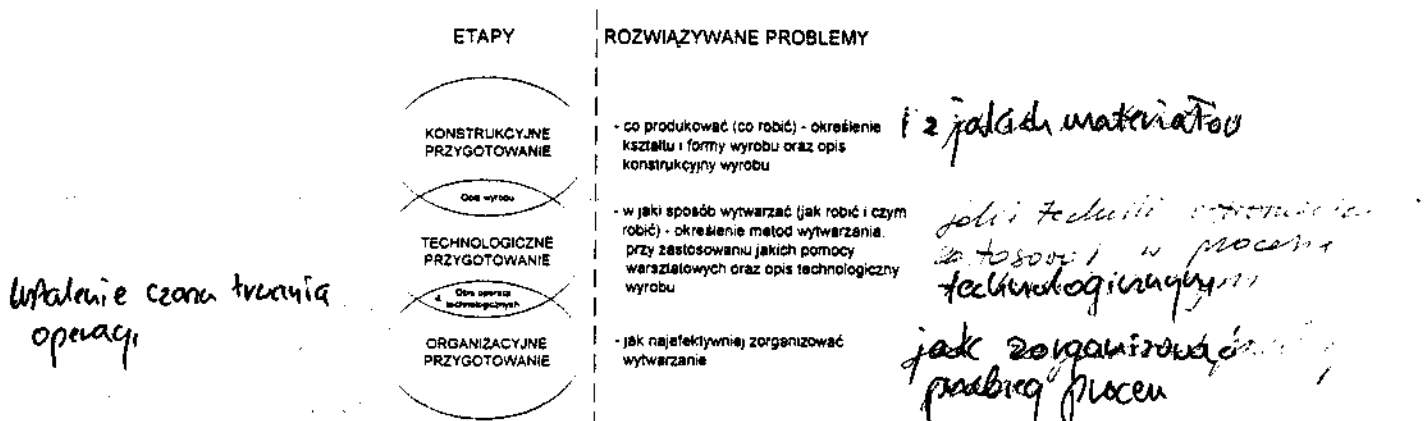 ETAPY
ROZWIĄZYWANE PROBLEMY
KONSTRUKCYJNE
PRZYGOTOWANIE
- co produkować (co robić) - określenie
kształtu i formy wyrobu oraz opis
konstrukcyjny wyrobu
i z jakich materiałów
Opis wyrobu
- w jaki sposób wytwarzać (jak robić i czym
robić) - określenie metod wytwarzania,
przy zastosowaniu jakich pomocy
warsztatowych oraz opis technologiczny
wyrobu
w procesie
technologicznym
TECHNOLOGICZNE
PRZYGOTOWANIE
Ustalenie czasu trwania
operacji
operacji
technologicznych
ORGANIZACYJNE
PRZYGOTOWANIE
- jak najefektywniej zorganizować
wytwarzanie
jak zorganizować
przebieg procesu